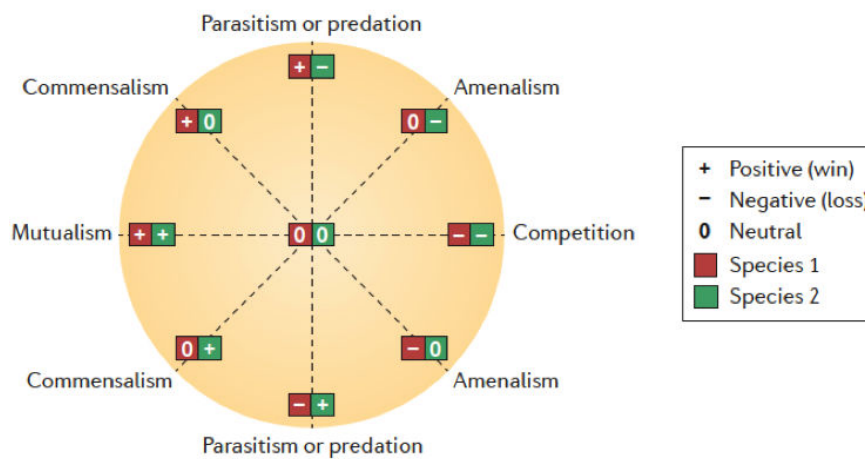 Parasitism or predation
+ −
Commensalism
Amenalism
+ 0
0 −
Mutualism
+ +
0 0
− −
Competition
0 +
− 0
Commensalism
Amenalism
− +
Parasitism or predation
+ Positive (win)
− Negative (loss)
0 Neutral
Species 1
Species 2